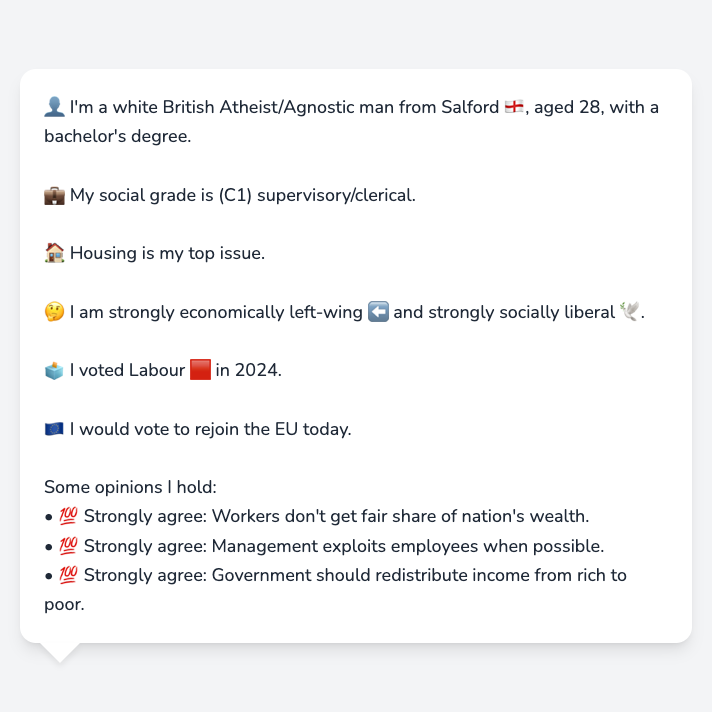 👤 I'm a white British Atheist/Agnostic man from Salford 🏴󠁧󠁢󠁥󠁮󠁧󠁿, aged 28, with a
bachelor's degree.
💼 My social grade is (C1) supervisory/clerical.
🏠 Housing is my top issue.
🤔 I am strongly economically left-wing ⬅️ and strongly socially liberal 🕊️.
🗳️ I voted Labour 🟥 in 2024.
🇪🇺 I would vote to rejoin the EU today.
Some opinions I hold:
• 💯 Strongly agree: Workers don't get fair share of nation's wealth.
• 💯 Strongly agree: Management exploits employees when possible.
• 💯 Strongly agree: Government should redistribute income from rich to
poor.